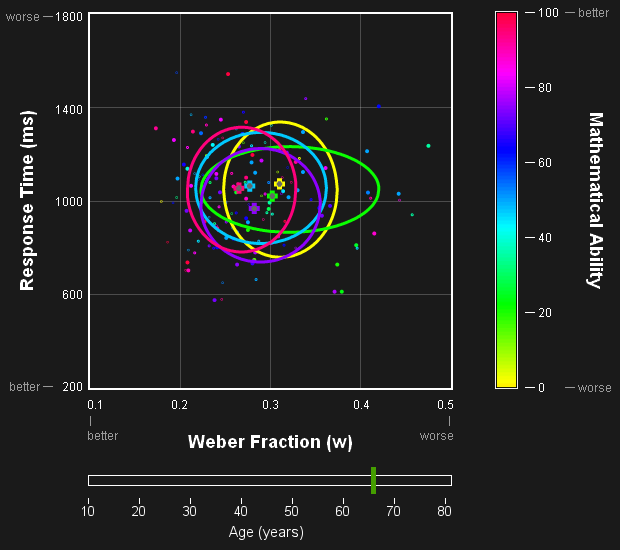 worse
1800
1400
1000
600
200
better
Response Time (ms)
0.1
0.2
0.3
0.4
0.5
better
worse
Weber Fraction (w)
10
20
30
40
50
60
70
80
Age (years)
100
better
80
60
40
20
0
worse
Mathematical Ability